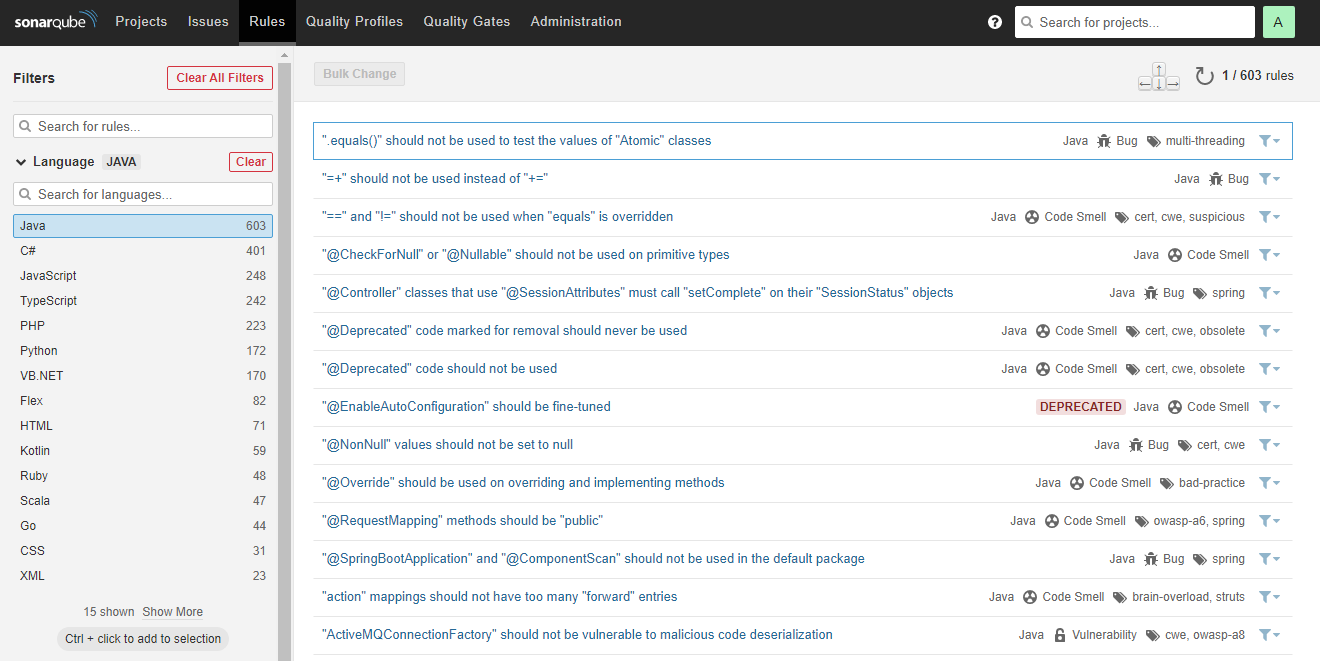 sonarqube Projects Issues Rules Quality Profiles Quality Gates Administration ? Search for projects... A
Filters Clear All Filters
Bulk Change
1 / 603 rules
Search for rules...
Language JAVA Clear
Search for languages...
Java 603
C# 401
JavaScript 248
TypeScript 242
PHP 223
Python 172
VB.NET 170
Flex 82
HTML 71
Kotlin 59
Ruby 48
Scala 47
Go 44
CSS 31
XML 23
15 shown Show More
Ctrl + click to add to selection
".equals()" should not be used to test the values of "Atomic" classes Java Bug multi-threading
"=+" should not be used instead of "+=" Java Bug
"==" and "!=" should not be used when "equals" is overridden Java Code Smell cert, cwe, suspicious
"@CheckForNull" or "@Nullable" should not be used on primitive types Java Code Smell
"@Controller" classes that use "@SessionAttributes" must call "setComplete" on their "SessionStatus" objects Java Bug spring
"@Deprecated" code marked for removal should never be used Java Code Smell cert, cwe, obsolete
"@Deprecated" code should not be used Java Code Smell cert, cwe, obsolete
"@EnableAutoConfiguration" should be fine-tuned DEPRECATED Java Code Smell
"@NonNull" values should not be set to null Java Bug cert, cwe
"@Override" should be used on overriding and implementing methods Java Code Smell bad-practice
"@RequestMapping" methods should be "public" Java Code Smell owasp-a6, spring
"@SpringBootApplication" and "@ComponentScan" should not be used in the default package Java Bug spring
"action" mappings should not have too many "forward" entries Java Code Smell brain-overload, struts
"ActiveMQConnectionFactory" should not be vulnerable to malicious code deserialization Java Vulnerability cwe, owasp-a8